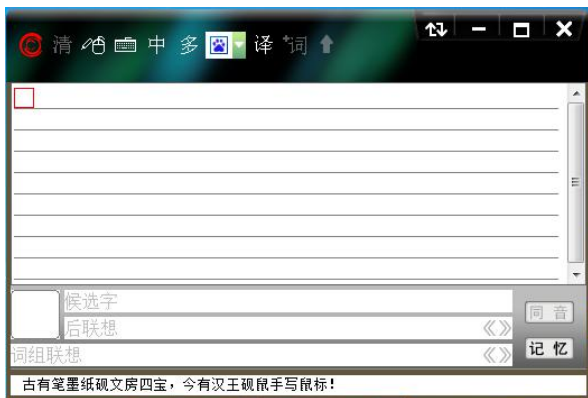 清 中 多 译 +词
候选字
后联想 《》
同音
词组联想 《》
记忆
古有笔墨纸砚文房四宝，今有汉王砚鼠手写鼠标！